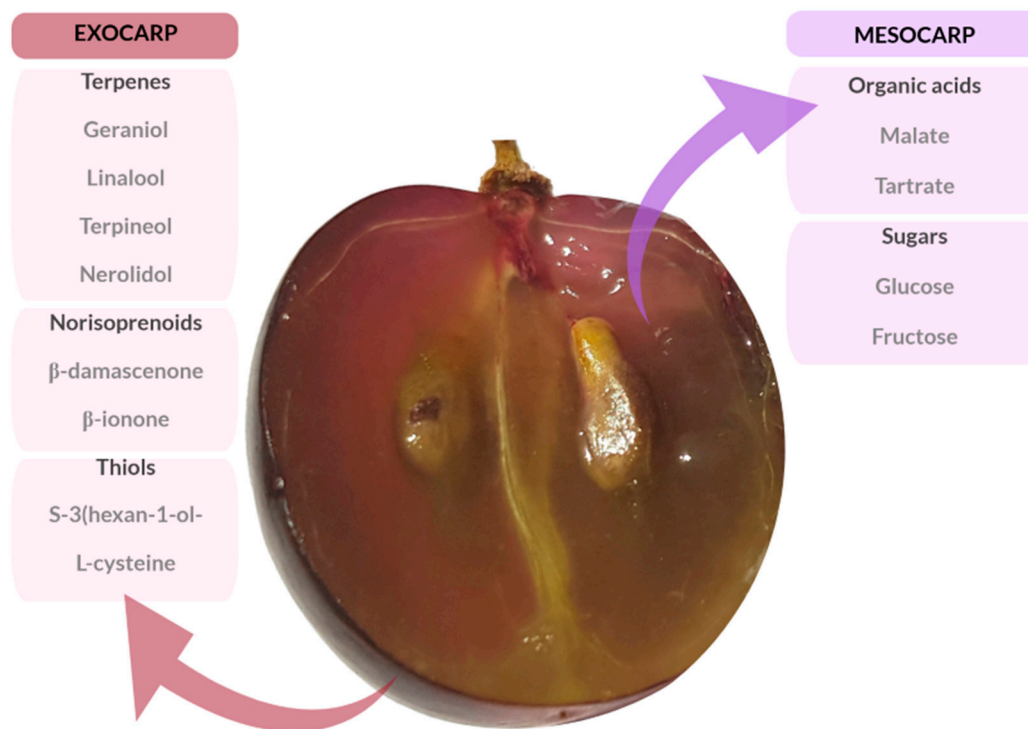 EXOCARP
Terpenes
Geraniol
Linalool
Terpineol
Nerolidol
Norisoprenoids
β-damascenone
β-ionone
Thiols
S-3(hexan-1-ol-
L-cysteine
MESOCARP
Organic acids
Malate
Tartrate
Sugars
Glucose
Fructose